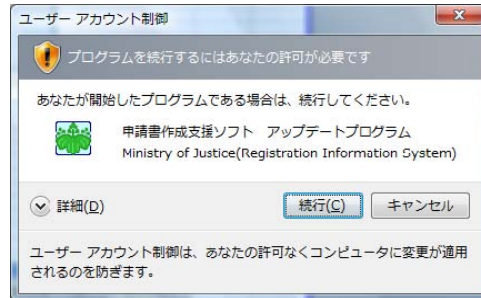 ユーザー アカウント制御
プログラムを続行するにはあなたの許可が必要です
あなたが開始したプログラムである場合は、続行してください。
申請書作成支援ソフト　アップデートプログラム
Ministry of Justice(Registration Information System)
詳細(D)
続行(C)
キャンセル
ユーザー アカウント制御は、あなたの許可なくコンピュータに変更が適用
されるのを防ぎます。